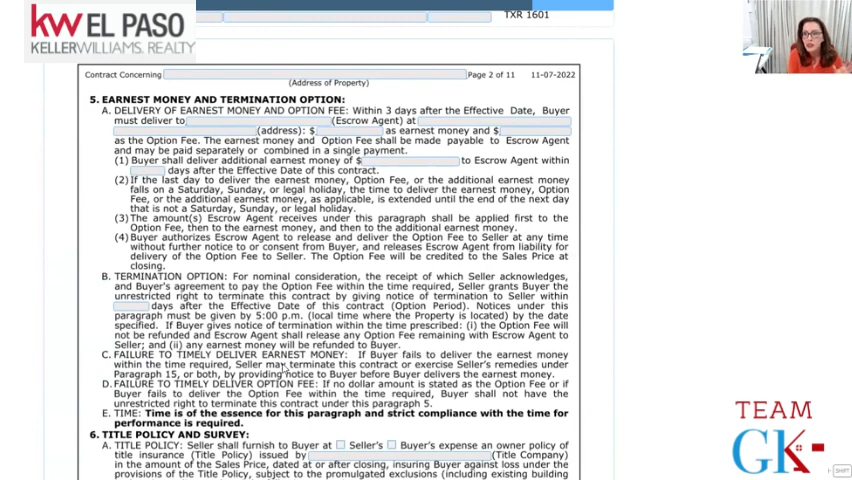 kw EL PASO
KELLERWILLIAMS. REALTY
TXR 1601
Contract Concerning Page 2 of 11 11-07-2022
(Address of Property)
5. EARNEST MONEY AND TERMINATION OPTION:
A. DELIVERY OF EARNEST MONEY AND OPTION FEE: Within 3 days after the Effective Date, Buyer
must deliver to (Escrow Agent) at
(address): $ as earnest money and $
as the Option Fee. The earnest money and Option Fee shall be made payable to Escrow Agent
and may be paid separately or combined in a single payment.
(1) Buyer shall deliver additional earnest money of $ to Escrow Agent within
days after the Effective Date of this contract.
(2) If the last day to deliver the earnest money, Option Fee, or the additional earnest money
falls on a Saturday, Sunday, or legal holiday, the time to deliver the earnest money, Option
Fee, or the additional earnest money, as applicable, is extended until the end of the next day
that is not a Saturday, Sunday, or legal holiday.
(3) The amount(s) Escrow Agent receives under this paragraph shall be applied first to the
Option Fee, then to the earnest money, and then to the additional earnest money.
(4) Buyer authorizes Escrow Agent to release and deliver the Option Fee to Seller at any time
without further notice to or consent from Buyer, and releases Escrow Agent from liability for
delivery of the Option Fee to Seller. The Option Fee will be credited to the Sales Price at
closing.
B. TERMINATION OPTION: For nominal consideration, the receipt of which Seller acknowledges,
and Buyer's agreement to pay the Option Fee within the time required, Seller grants Buyer the
unrestricted right to terminate this contract by giving notice of termination to Seller within
days after the Effective Date of this contract (Option Period). Notices under this
paragraph must be given by 5:00 p.m. (local time where the Property is located) by the date
specified. If Buyer gives notice of termination within the time prescribed: (i) the Option Fee will
not be refunded and Escrow Agent shall release any Option Fee remaining with Escrow Agent to
Seller; and (ii) any earnest money will be refunded to Buyer.
C. FAILURE TO TIMELY DELIVER EARNEST MONEY: If Buyer fails to deliver the earnest money
within the time required, Seller may terminate this contract or exercise Seller's remedies under
Paragraph 15, or both, by providing notice to Buyer before Buyer delivers the earnest money.
D. FAILURE TO TIMELY DELIVER OPTION FEE: If no dollar amount is stated as the Option Fee or if
Buyer fails to deliver the Option Fee within the time required, Buyer shall not have the
unrestricted right to terminate this contract under this paragraph 5.
E. TIME: Time is of the essence for this paragraph and strict compliance with the time for
performance is required.
6. TITLE POLICY AND SURVEY:
A. TITLE POLICY: Seller shall furnish to Buyer at Seller's Buyer's expense an owner policy of
title insurance (Title Policy) issued by (Title Company)
in the amount of the Sales Price, dated at or after closing, insuring Buyer against loss under the
provisions of the Title Policy, subject to the promulgated exclusions (including existing building
TEAM
GK
SHIFT